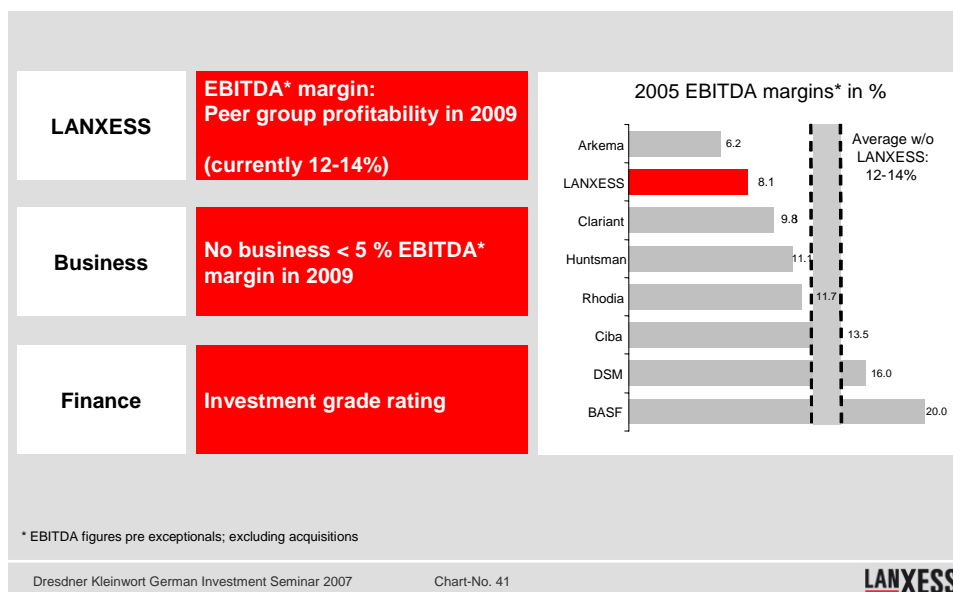 LANXESS
EBITDA* margin:
Peer group profitability in 2009
(currently 12-14%)
Business
No business < 5 % EBITDA*
margin in 2009
Finance
Investment grade rating
2005 EBITDA margins* in %
Average w/o
LANXESS:
12-14%
Arkema 6.2
LANXESS 8.1
Clariant 9.8
Huntsman 11.1
Rhodia 11.7
Ciba 13.5
DSM 16.0
BASF 20.0
* EBITDA figures pre exceptionals; excluding acquisitions
Dresdner Kleinwort German Investment Seminar 2007 Chart-No. 41
LANXESS